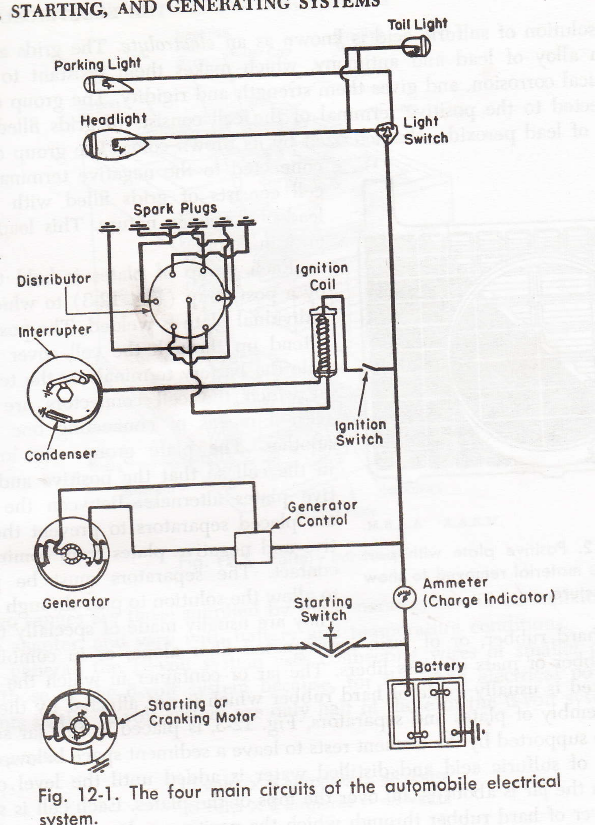 , STARTING, AND GENERATING SYSTEMS
Tail Light
Parking Light
Headlight
Light
Switch
Spark Plugs
Distributor
Ignition
Coil
Interrupter
Condenser
Ignition
Switch
Generator
Control
Generator
Ammeter
(Charge Indicator)
Starting
Switch
Battery
Starting or
Cranking Motor
Fig. 12-1. The four main circuits of the automobile electrical
system.